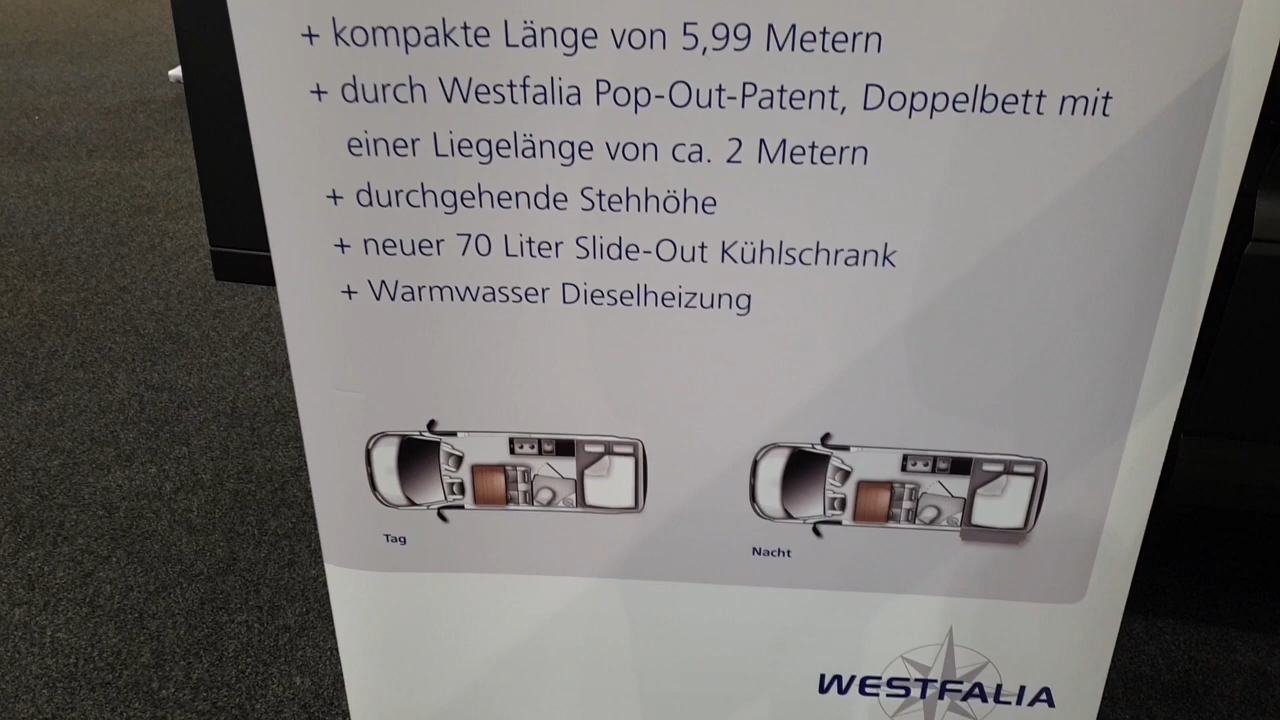 + kompakte Länge von 5,99 Metern
+ durch Westfalia Pop-Out-Patent, Doppelbett mit
einer Liegelänge von ca. 2 Metern
+ durchgehende Stehhöhe
+ neuer 70 Liter Slide-Out Kühlschrank
+ Warmwasser Dieselheizung
Tag
Nacht
WESTFALIA